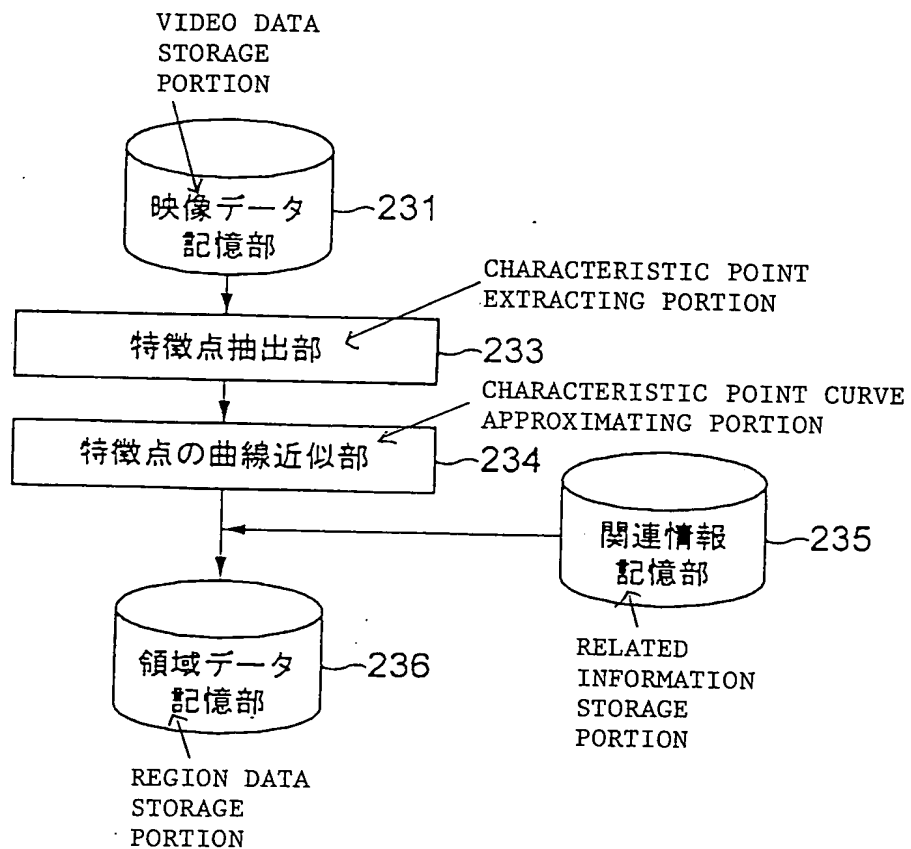 VIDEO DATA
STORAGE
PORTION
映像データ
記憶部
231
CHARACTERISTIC POINT
EXTRACTING PORTION
特徴点抽出部
233
CHARACTERISTIC POINT CURVE
APPROXIMATING PORTION
特徴点の曲線近似部
234
関連情報
記憶部
235
領域データ
記憶部
236
RELATED
INFORMATION
STORAGE
PORTION
REGION DATA
STORAGE
PORTION